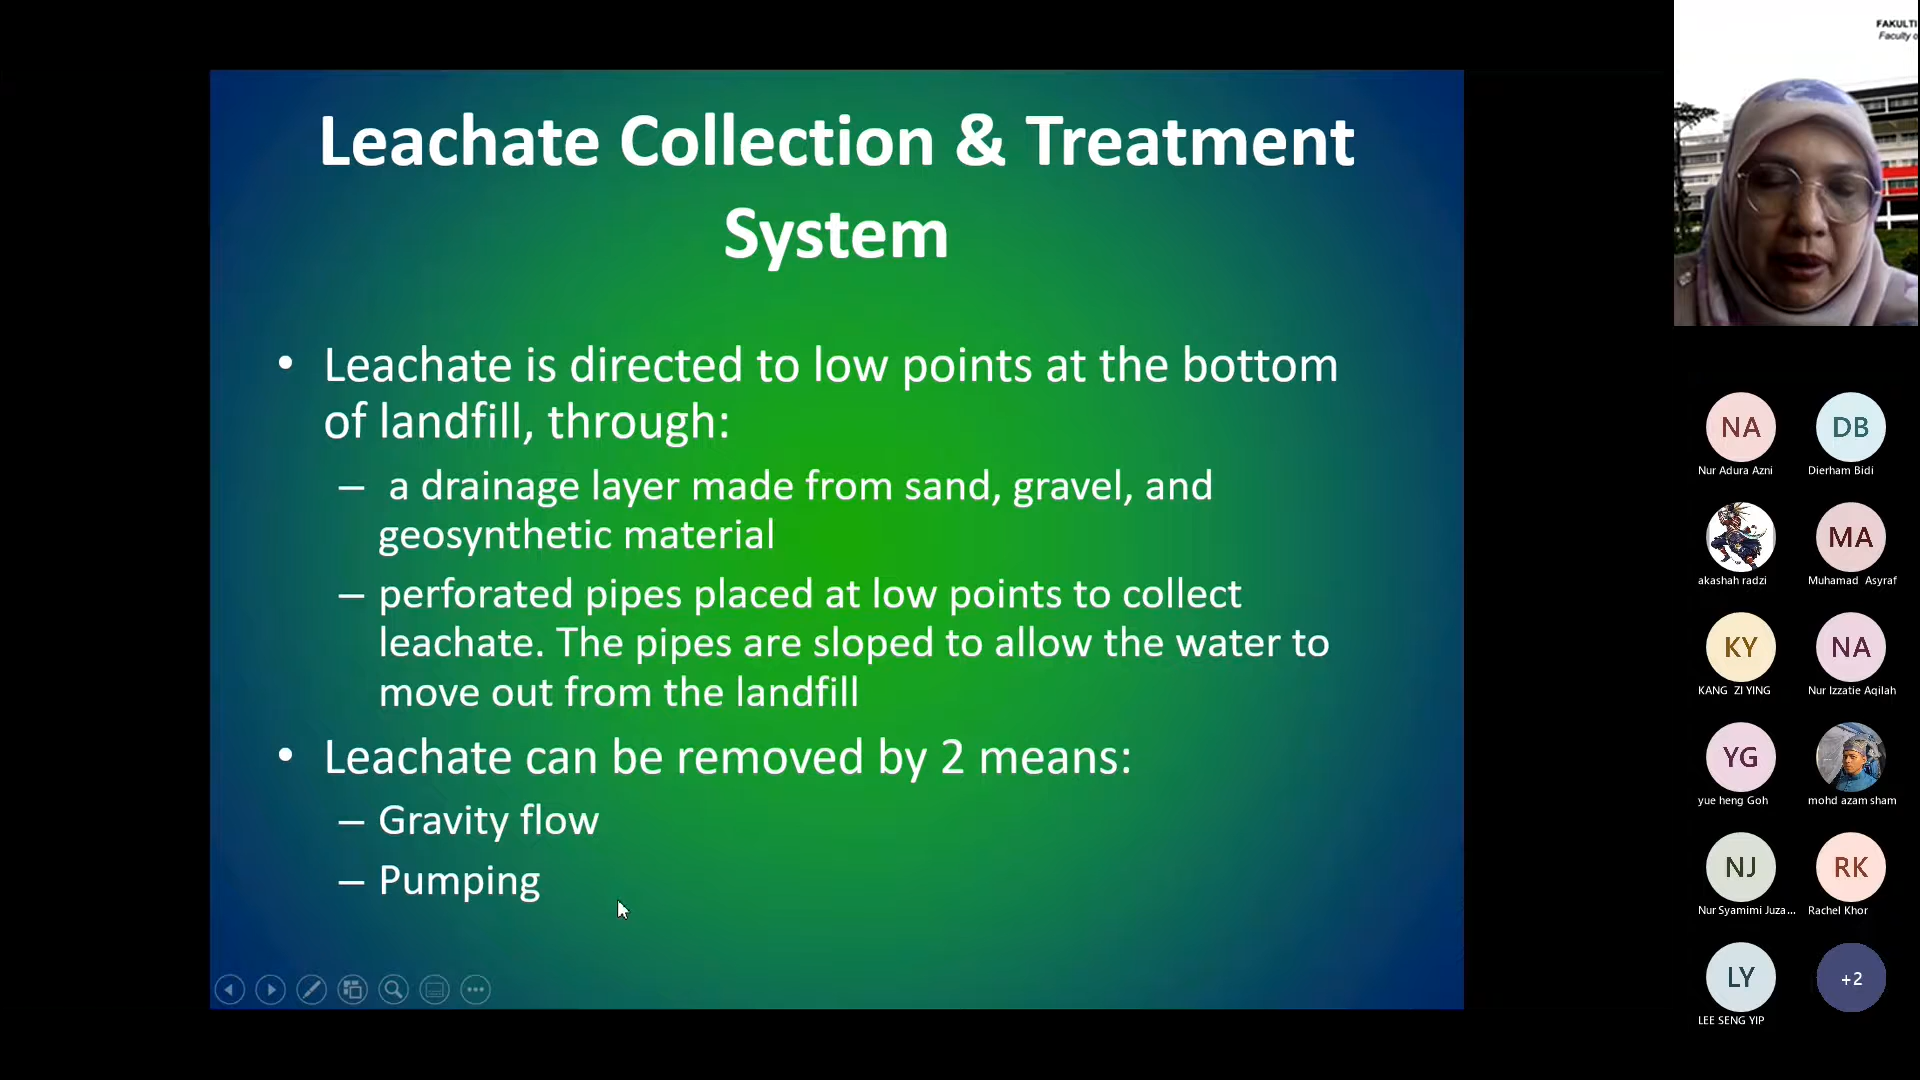 FAKULTI
Faculty o
Leachate Collection & Treatment
System
• Leachate is directed to low points at the bottom
of landfill, through:
– a drainage layer made from sand, gravel, and
geosynthetic material
– perforated pipes placed at low points to collect
leachate. The pipes are sloped to allow the water to
move out from the landfill
• Leachate can be removed by 2 means:
– Gravity flow
– Pumping
NA
DB
Nur Adura Azni
Dierham Bidi
MA
akashah radzi
Muhamad Asyraf
KY
NA
KANG ZI YING
Nur Izzatie Aqilah
YG
yue heng Goh
mohd azam sham
NJ
RK
Nur Syamimi Juza...
Rachel Khor
LY
+2
LEE SENG YIP